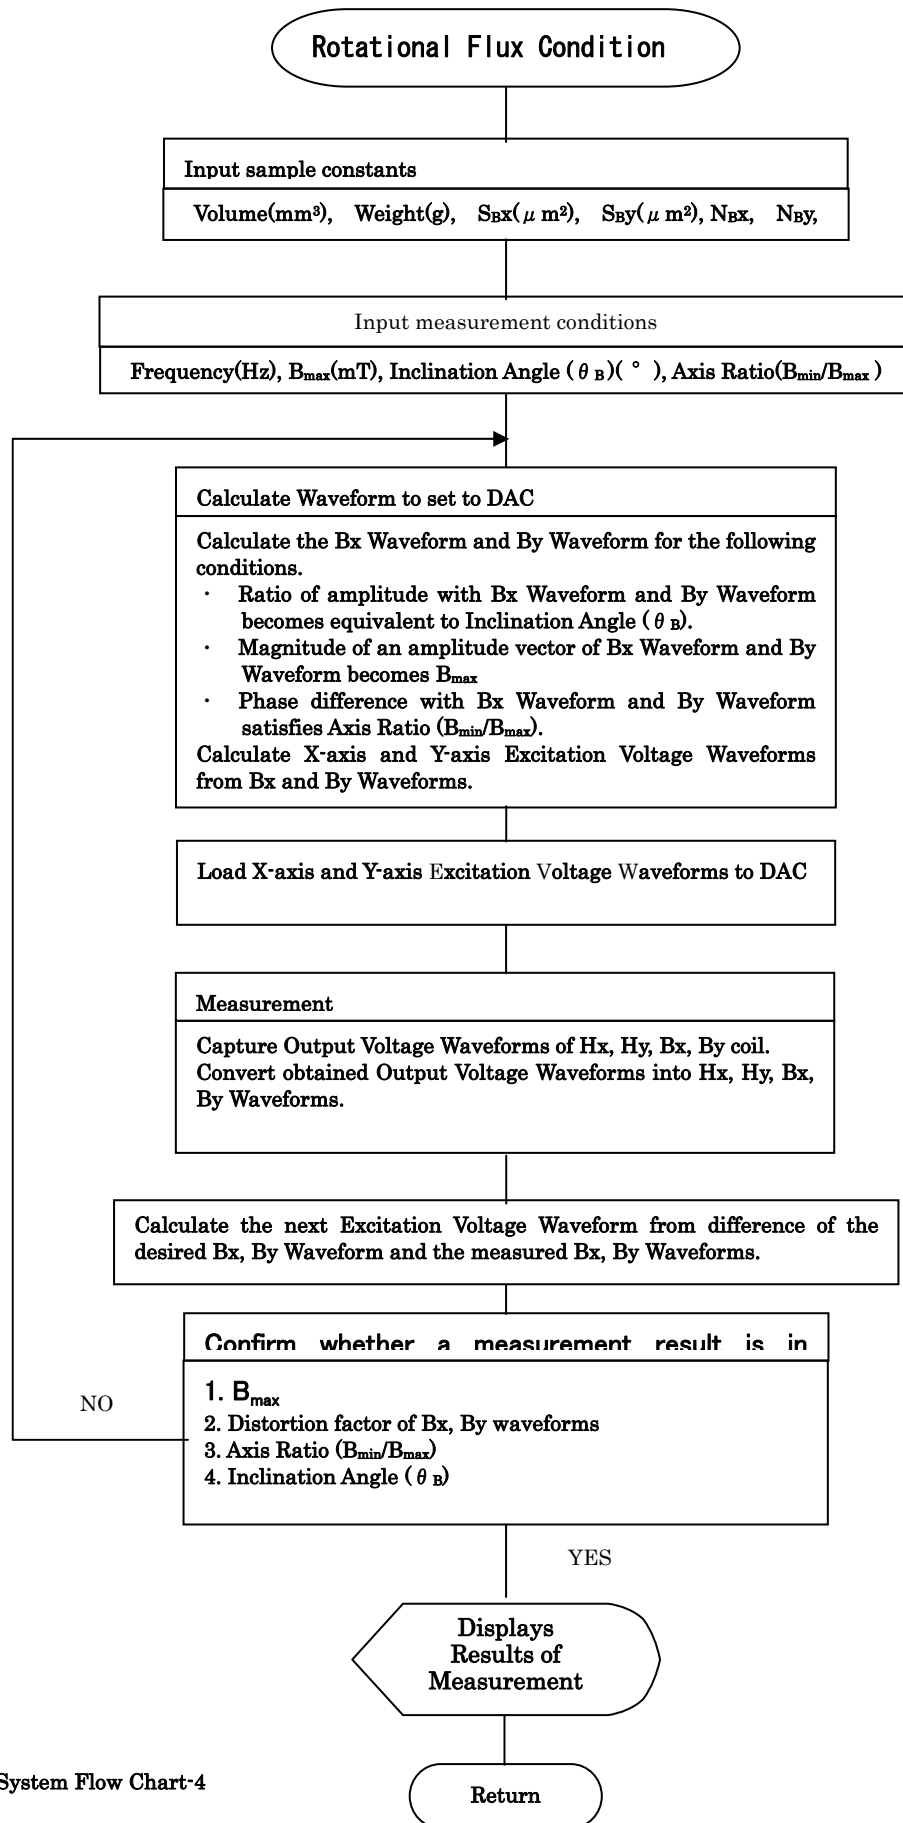 Rotational Flux Condition
Input sample constants
Volume(mm³), Weight(g), SBx(μm²), SBy(μm²), NBx, NBy,
Input measurement conditions
Frequency(Hz), Bmax(mT), Inclination Angle (θB)(°), Axis Ratio(Bmin/Bmax)
Calculate Waveform to set to DAC
Calculate the Bx Waveform and By Waveform for the following
conditions.
・ Ratio of amplitude with Bx Waveform and By Waveform
becomes equivalent to Inclination Angle (θB).
・ Magnitude of an amplitude vector of Bx Waveform and By
Waveform becomes Bmax
・ Phase difference with Bx Waveform and By Waveform
satisfies Axis Ratio (Bmin/Bmax).
Calculate X-axis and Y-axis Excitation Voltage Waveforms
from Bx and By Waveforms.
Load X-axis and Y-axis Excitation Voltage Waveforms to DAC
Measurement
Capture Output Voltage Waveforms of Hx, Hy, Bx, By coil.
Convert obtained Output Voltage Waveforms into Hx, Hy, Bx,
By Waveforms.
Calculate the next Excitation Voltage Waveform from difference of the
desired Bx, By Waveform and the measured Bx, By Waveforms.
Confirm whether a measurement result is in
NO
1. Bmax
2. Distortion factor of Bx, By waveforms
3. Axis Ratio (Bmin/Bmax)
4. Inclination Angle (θB)
YES
Displays
Results of
Measurement
System Flow Chart-4
Return